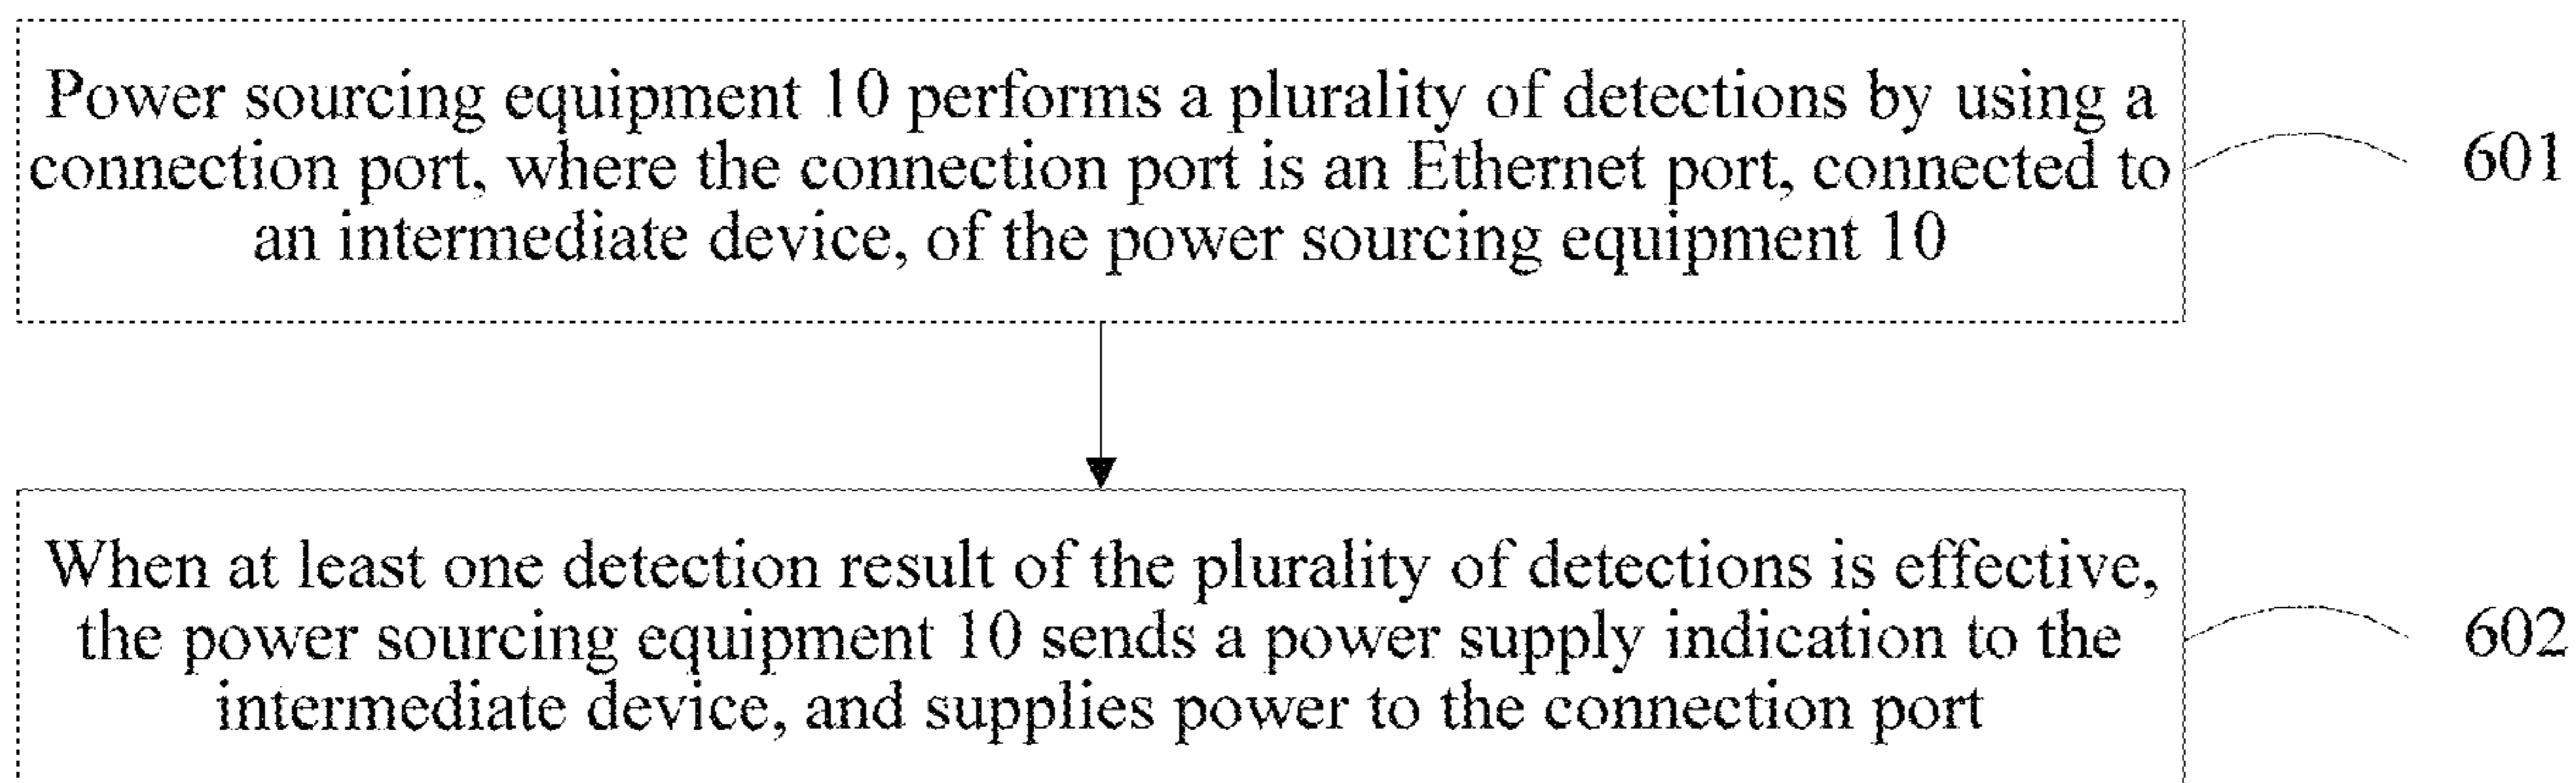 Power sourcing equipment 10 performs a plurality of detections by using a
connection port, where the connection port is an Ethernet port, connected to
an intermediate device, of the power sourcing equipment 10
601
When at least one detection result of the plurality of detections is effective,
the power sourcing equipment 10 sends a power supply indication to the
intermediate device, and supplies power to the connection port
602